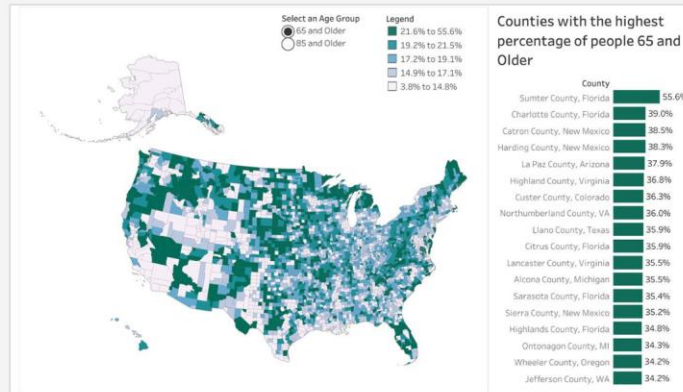 Select an Age Group
65 and Older
85 and Older
Legend
21.6% to 55.6%
19.2% to 21.5%
17.2% to 19.1%
14.9% to 17.1%
3.8% to 14.8%
Counties with the highest
percentage of people 65 and
Older
County
Sumter County, Florida 55.6%
Charlotte County, Florida 39.0%
Catron County, New Mexico 38.5%
Harding County, New Mexico 38.3%
La Paz County, Arizona 37.9%
Highland County, Virginia 36.8%
Custer County, Colorado 36.3%
Northumberland County, VA 36.0%
Llano County, Texas 35.9%
Citrus County, Florida 35.9%
Lancaster County, Virginia 35.5%
Alcona County, Michigan 35.5%
Sarasota County, Florida 35.4%
Sierra County, New Mexico 35.2%
Highlands County, Florida 34.8%
Ontonagon County, MI 34.3%
Wheeler County, Oregon 34.2%
Jefferson County, WA 34.2%